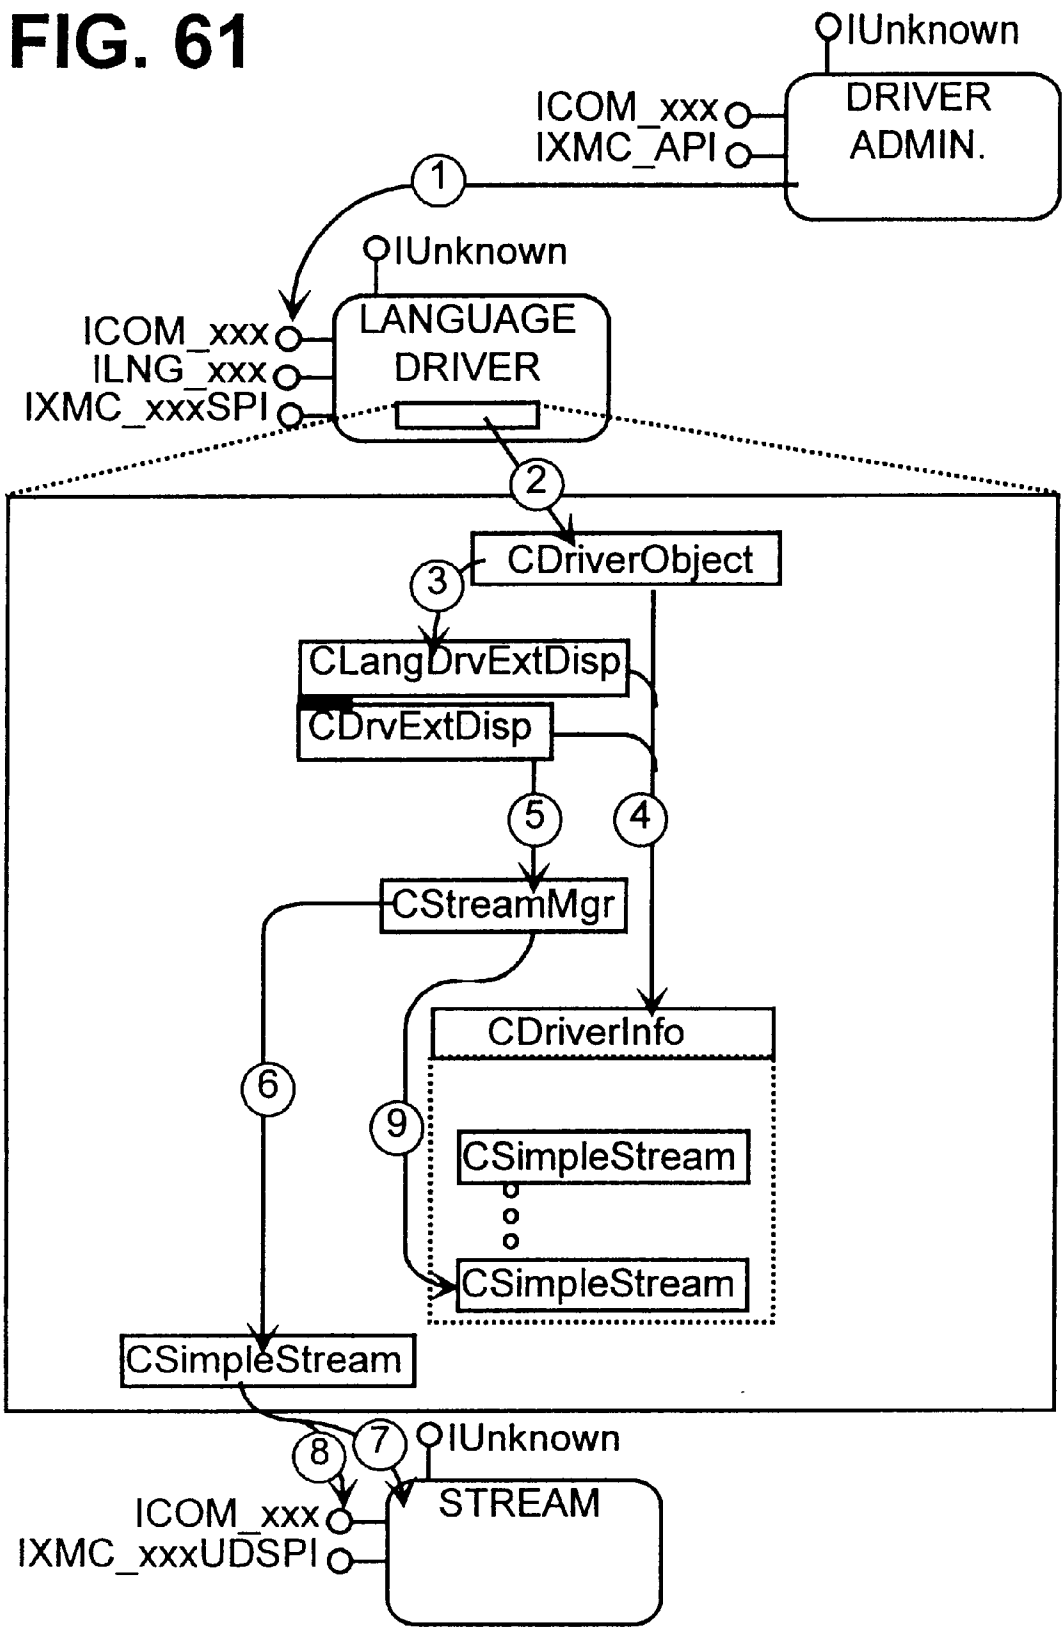 FIG. 61
IUnknown
DRIVER
ADMIN.
ICOM_xxx
IXMC_API
1
IUnknown
LANGUAGE
DRIVER
ICOM_xxx
ILNG_xxx
IXMC_xxxSPI
2
CDriverObject
3
CLangDrvExtDisp
CDrvExtDisp
5
4
CStreamMgr
CDriverInfo
6
9
CSimpleStream
CSimpleStream
CSimpleStream
8
7
IUnknown
STREAM
ICOM_xxx
IXMC_xxxUDSPI